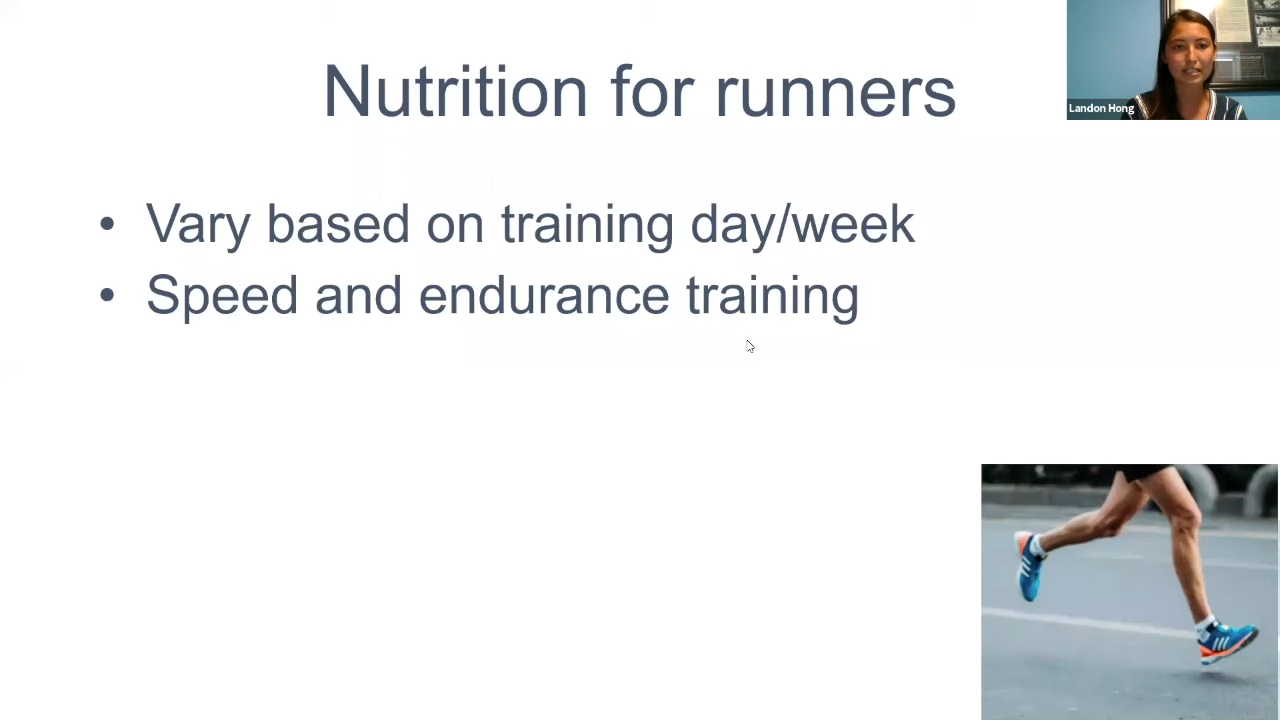 Nutrition for runners
Landon Hong
• Vary based on training day/week
• Speed and endurance training